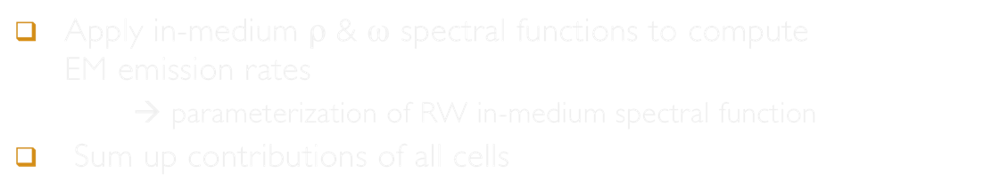 ❑ Apply in-medium ρ & ω spectral functions to compute
EM emission rates
→ parameterization of RW in-medium spectral function
❑ Sum up contributions of all cells